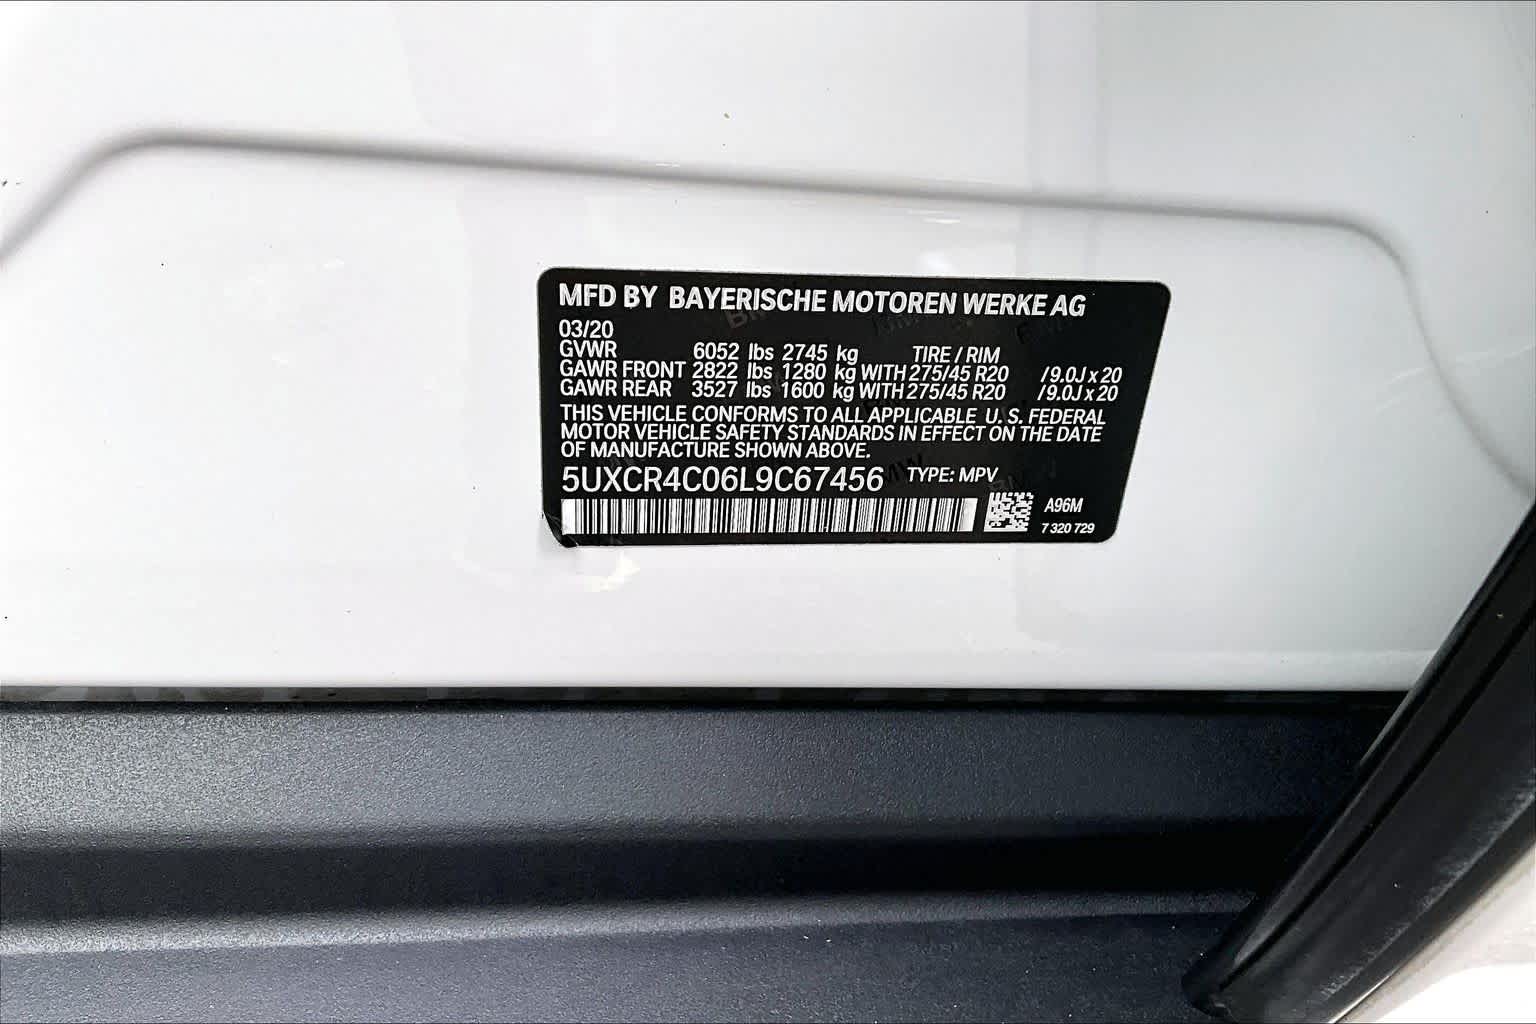 MFD BY BAYERISCHE MOTOREN WERKE AG
03/20
GVWR 6052 lbs 2745 kg TIRE / RIM
GAWR FRONT 2822 lbs 1280 kg WITH 275/45 R20 / 9.0J x 20
GAWR REAR 3527 lbs 1600 kg WITH 275/45 R20 / 9.0J x 20
THIS VEHICLE CONFORMS TO ALL APPLICABLE U. S. FEDERAL
MOTOR VEHICLE SAFETY STANDARDS IN EFFECT ON THE DATE
OF MANUFACTURE SHOWN ABOVE.
5UXCR4C06L9C67456 TYPE: MPV
A96M
7 320 729